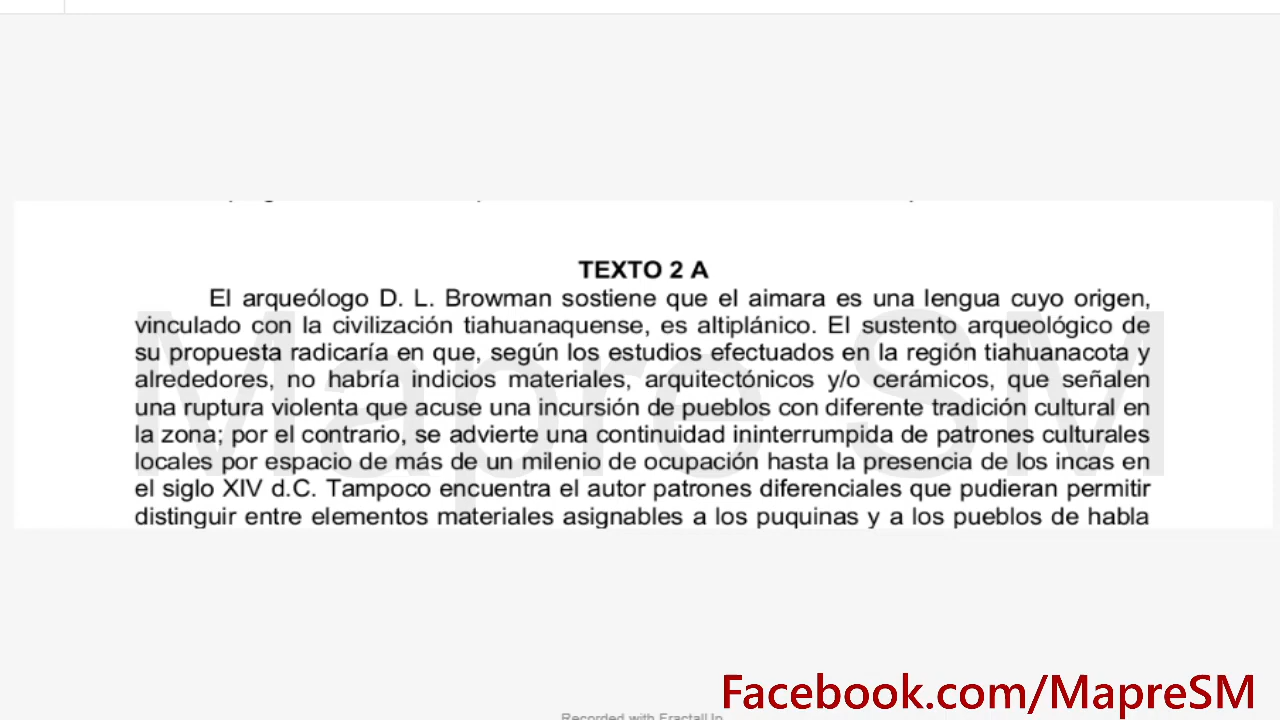 TEXTO 2 A
El arqueólogo D. L. Browman sostiene que el aimara es una lengua cuyo origen,
vinculado con la civilización tiahuanaquense, es altiplánico. El sustento arqueológico de
su propuesta radicaría en que, según los estudios efectuados en la región tiahuanacota y
alrededores, no habría indicios materiales, arquitectónicos y/o cerámicos, que señalen
una ruptura violenta que acuse una incursión de pueblos con diferente tradición cultural en
la zona; por el contrario, se advierte una continuidad ininterrumpida de patrones culturales
locales por espacio de más de un milenio de ocupación hasta la presencia de los incas en
el siglo XIV d.C. Tampoco encuentra el autor patrones diferenciales que pudieran permitir
distinguir entre elementos materiales asignables a los puquinas y a los pueblos de habla
Mapre SM
Facebook.com/MapreSM
Recorded with FractalUp